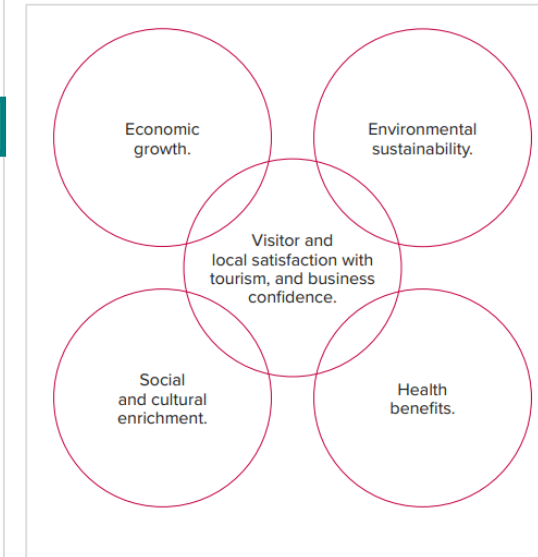 Economic
growth.
Environmental
sustainability.
Visitor and
local satisfaction with
tourism, and business
confidence.
Social
and cultural
enrichment.
Health
benefits.